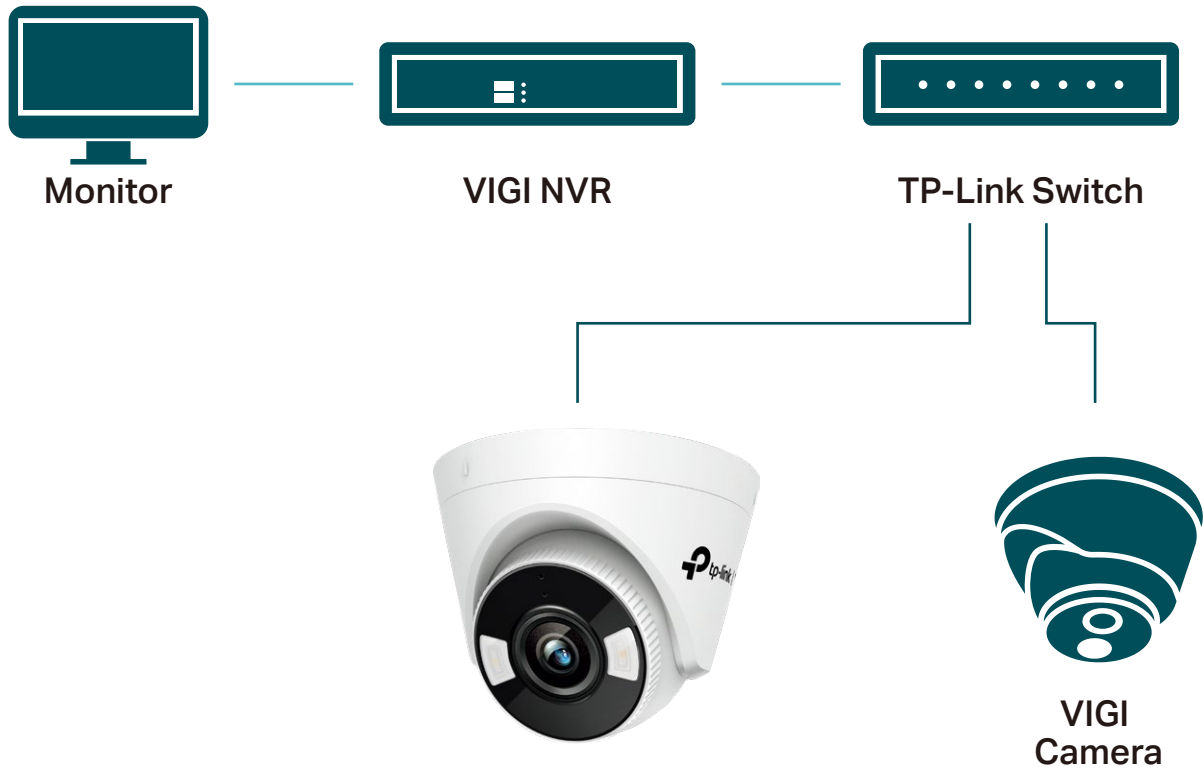 Monitor
VIGI NVR
TP-Link Switch
tp-link
VIGI
Camera